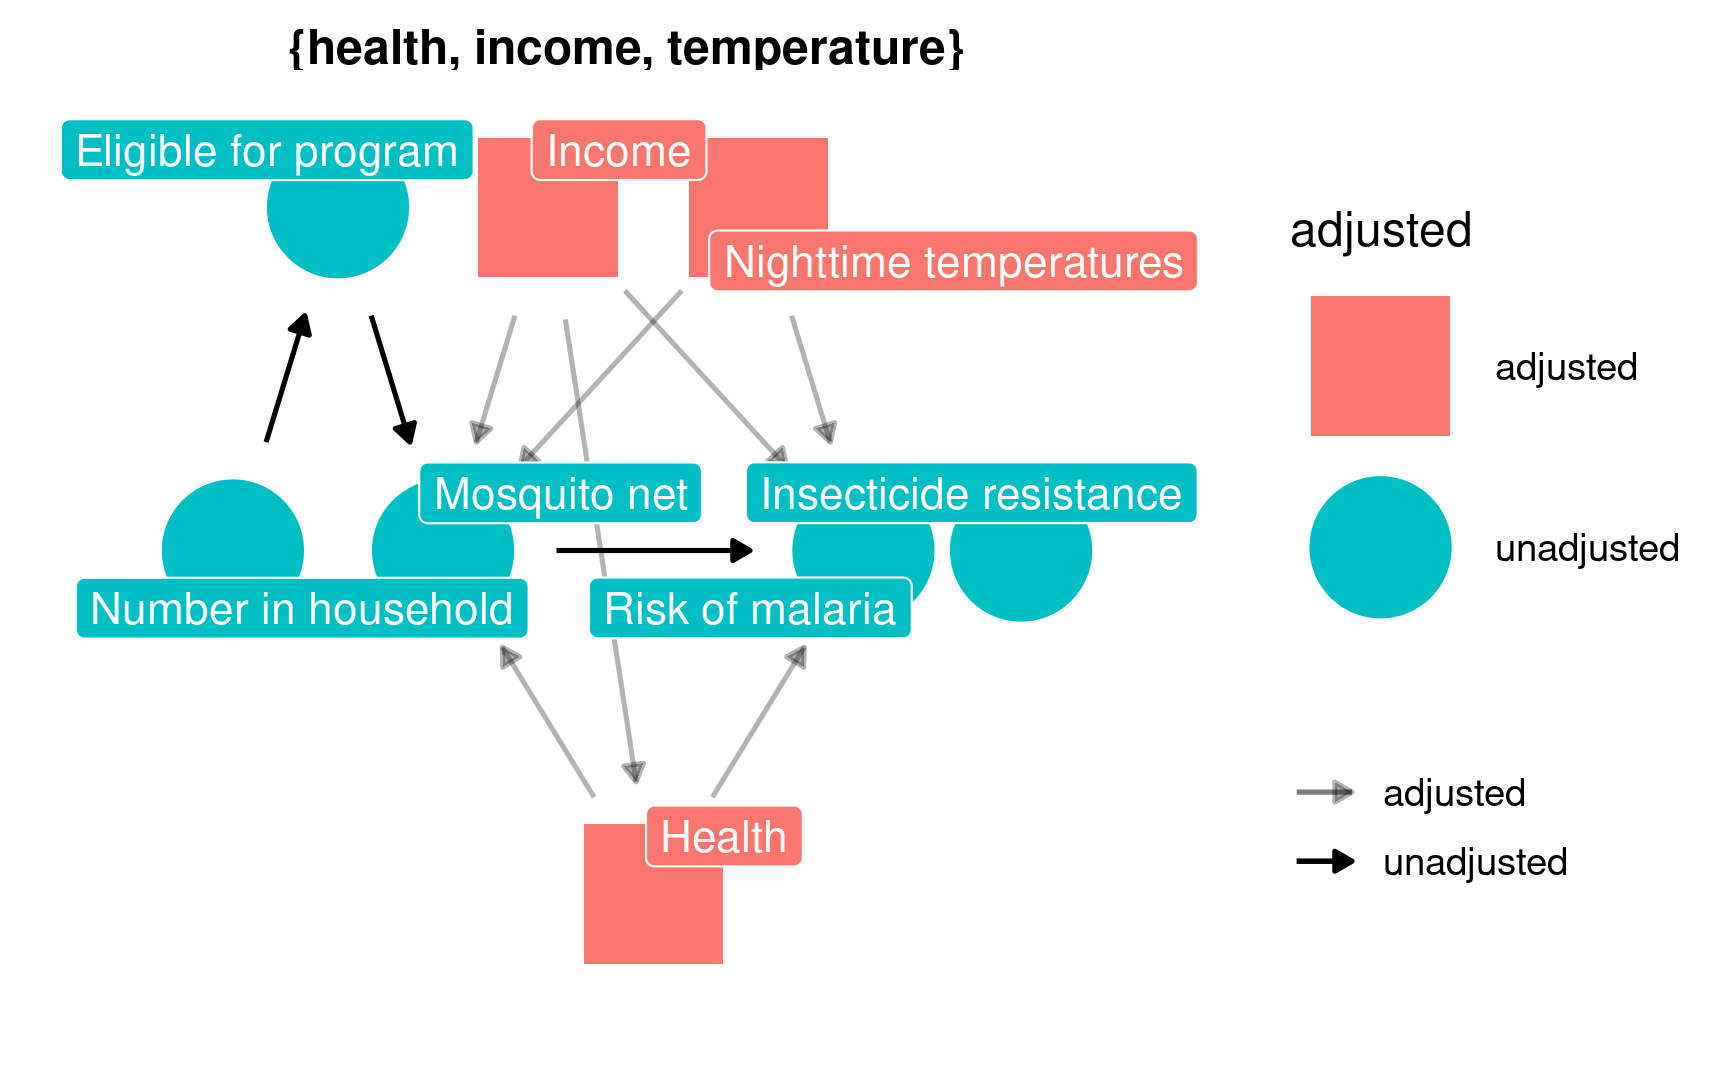 {health, income, temperature}
Eligible for program
Income
Nighttime temperatures
Mosquito net
Insecticide resistance
Number in household
Risk of malaria
Health
adjusted
adjusted
unadjusted
adjusted
unadjusted